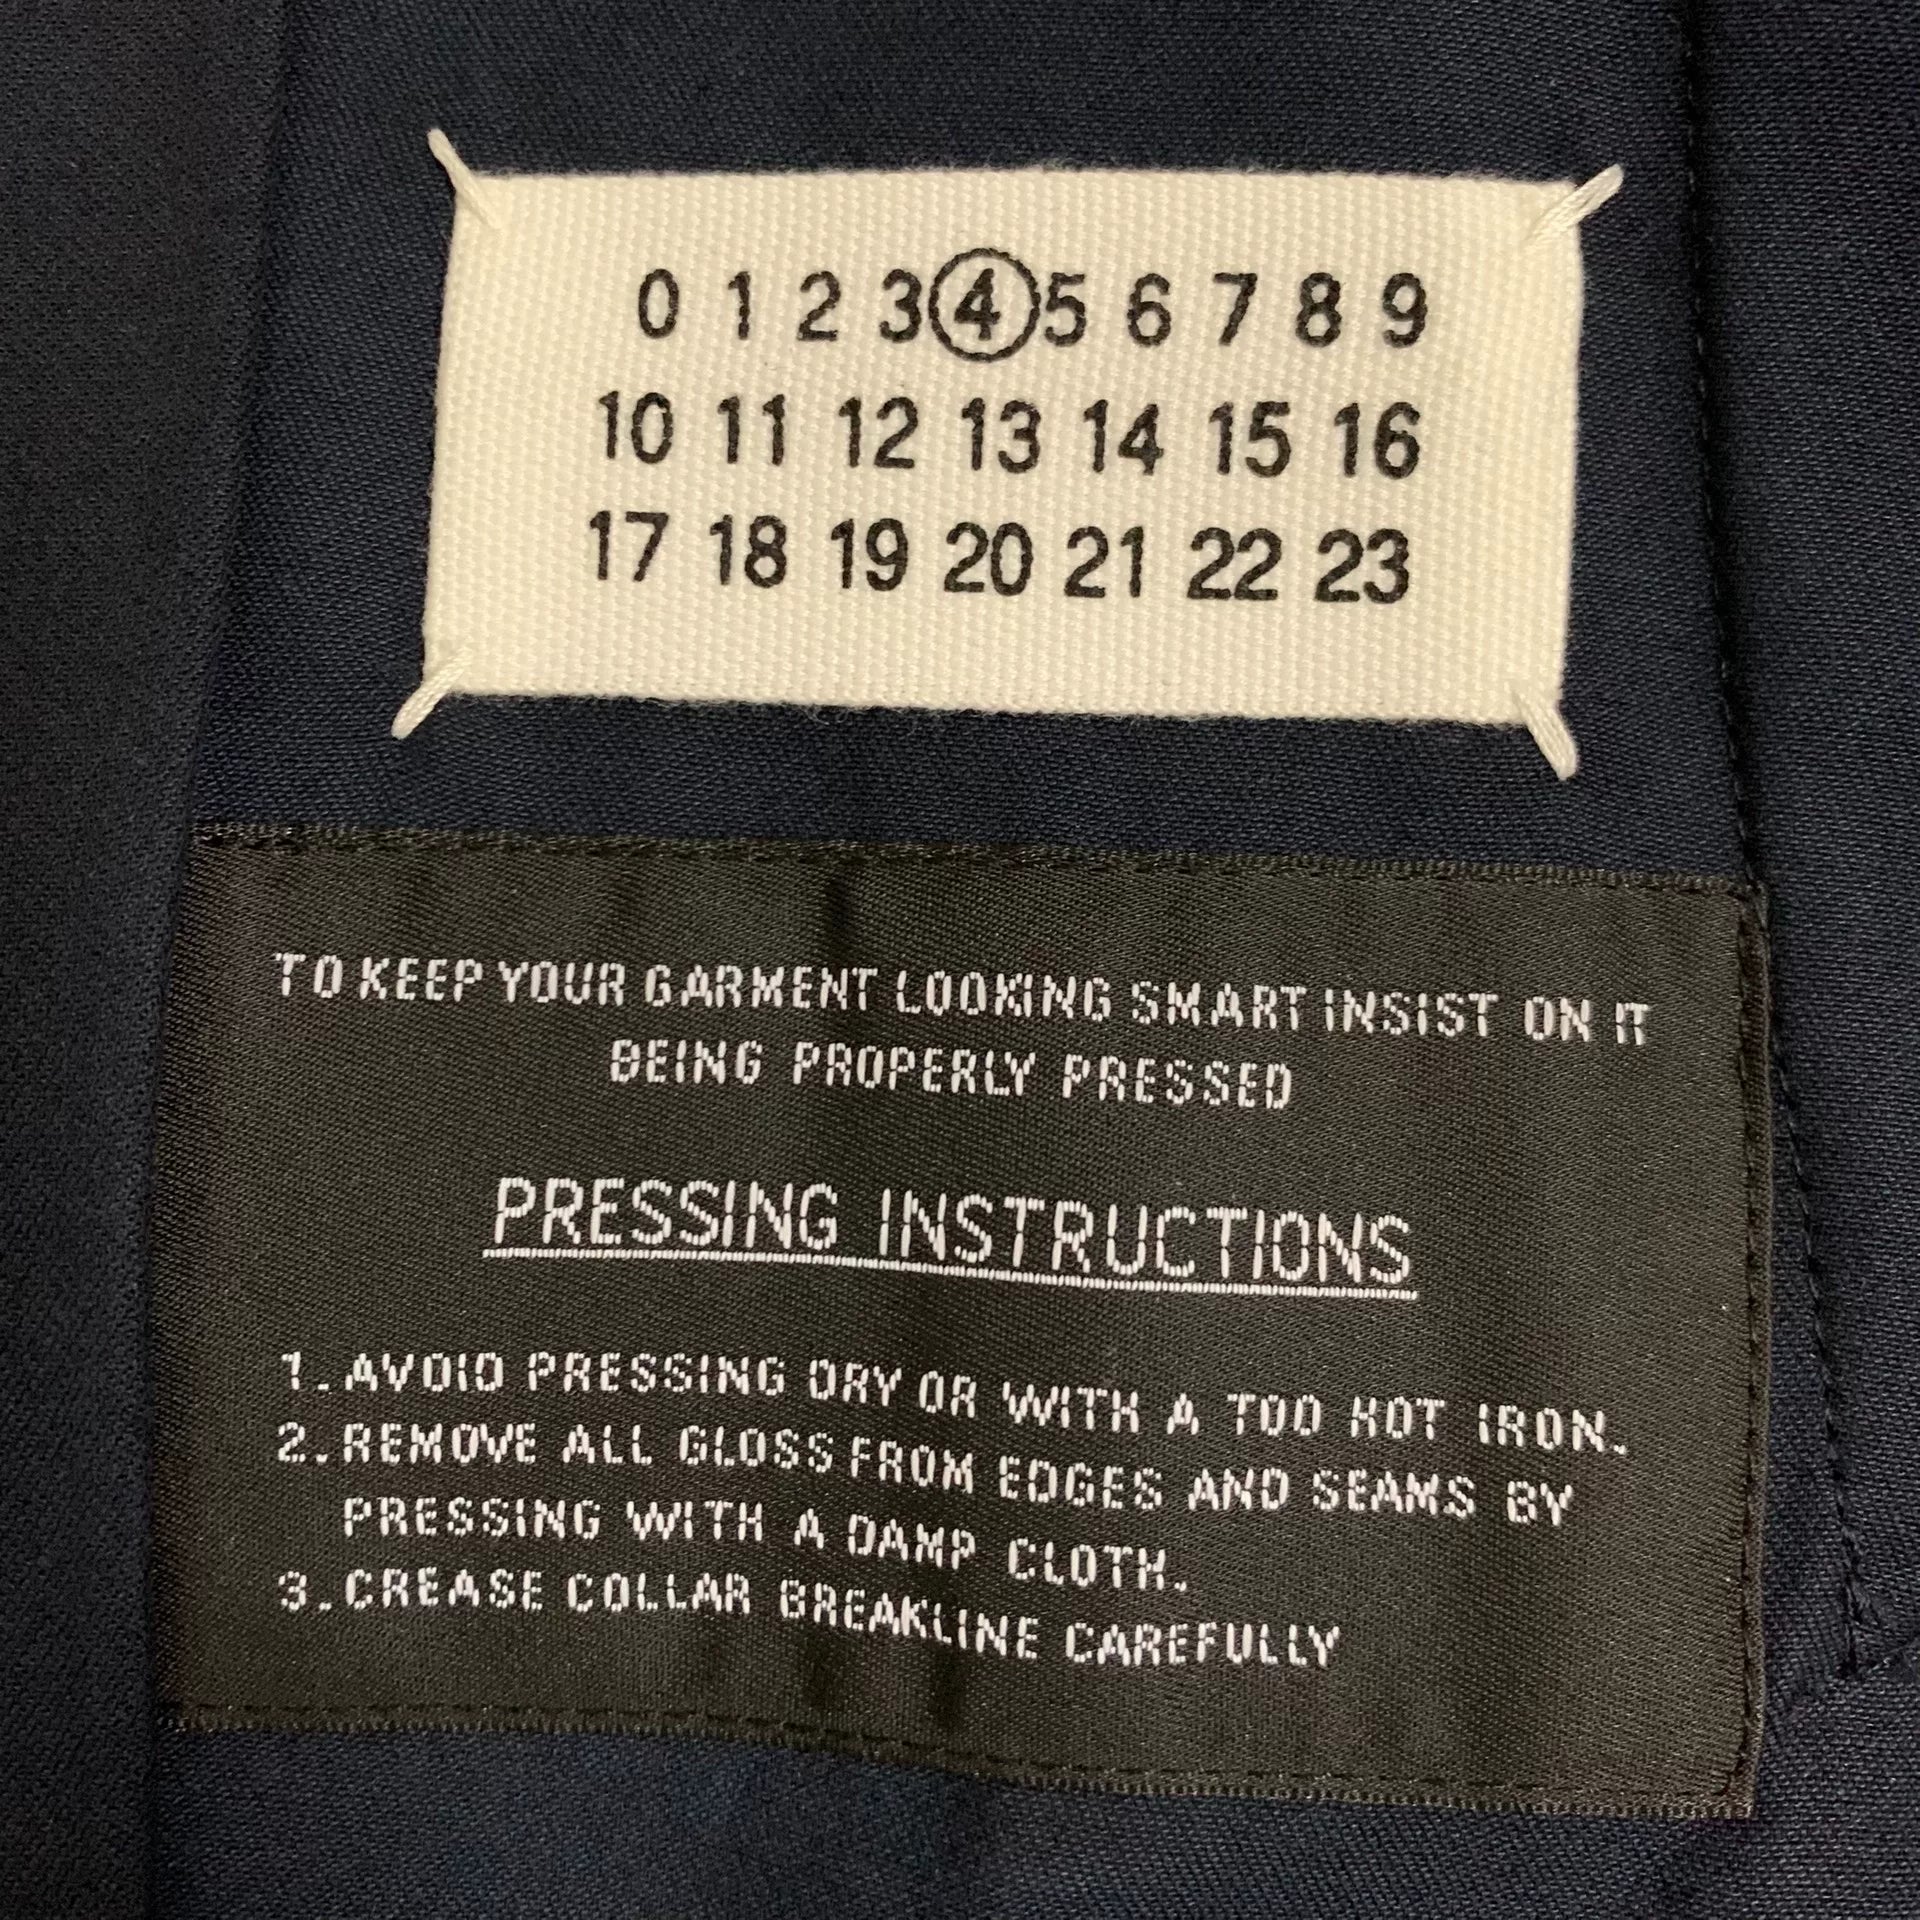 0 1 2 3 4 5 6 7 8 9
10 11 12 13 14 15 16
17 18 19 20 21 22 23
TO KEEP YOUR GARMENT LOOKING SMART INSIST ON IT
BEING PROPERLY PRESSED
PRESSING INSTRUCTIONS
1. AVOID PRESSING DRY OR WITH A TOO HOT IRON.
2. REMOVE ALL GLOSS FROM EDGES AND SEAMS BY
PRESSING WITH A DAMP CLOTH.
3. CREASE COLLAR BREAKLINE CAREFULLY